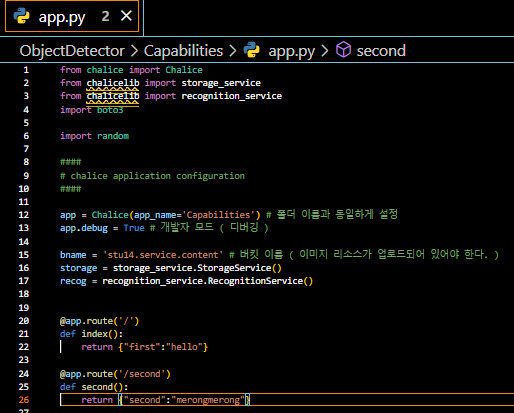 app.py 2 ×
ObjectDetector > Capabilities > app.py > second
1 from chalice import Chalice
2 from chalicelib import storage_service
3 from chalicelib import recognition_service
4 import boto3
5
6 import random
7
8 ####
9 # chalice application configuration
10 ####
11
12 app = Chalice(app_name='Capabilities') # 폴더 이름과 동일하게 설정
13 app.debug = True # 개발자 모드 ( 디버깅 )
14
15 bname = 'stu14.service.content' # 버킷 이름 ( 이미지 리소스가 업로드되어 있어야 한다. )
16 storage = storage_service.StorageService()
17 recog = recognition_service.RecognitionService()
18
19
20 @app.route('/')
21 def index():
22 return {"first":"hello"}
23
24 @app.route('/second')
25 def second():
26 return {"second":"merongmerong"}
27